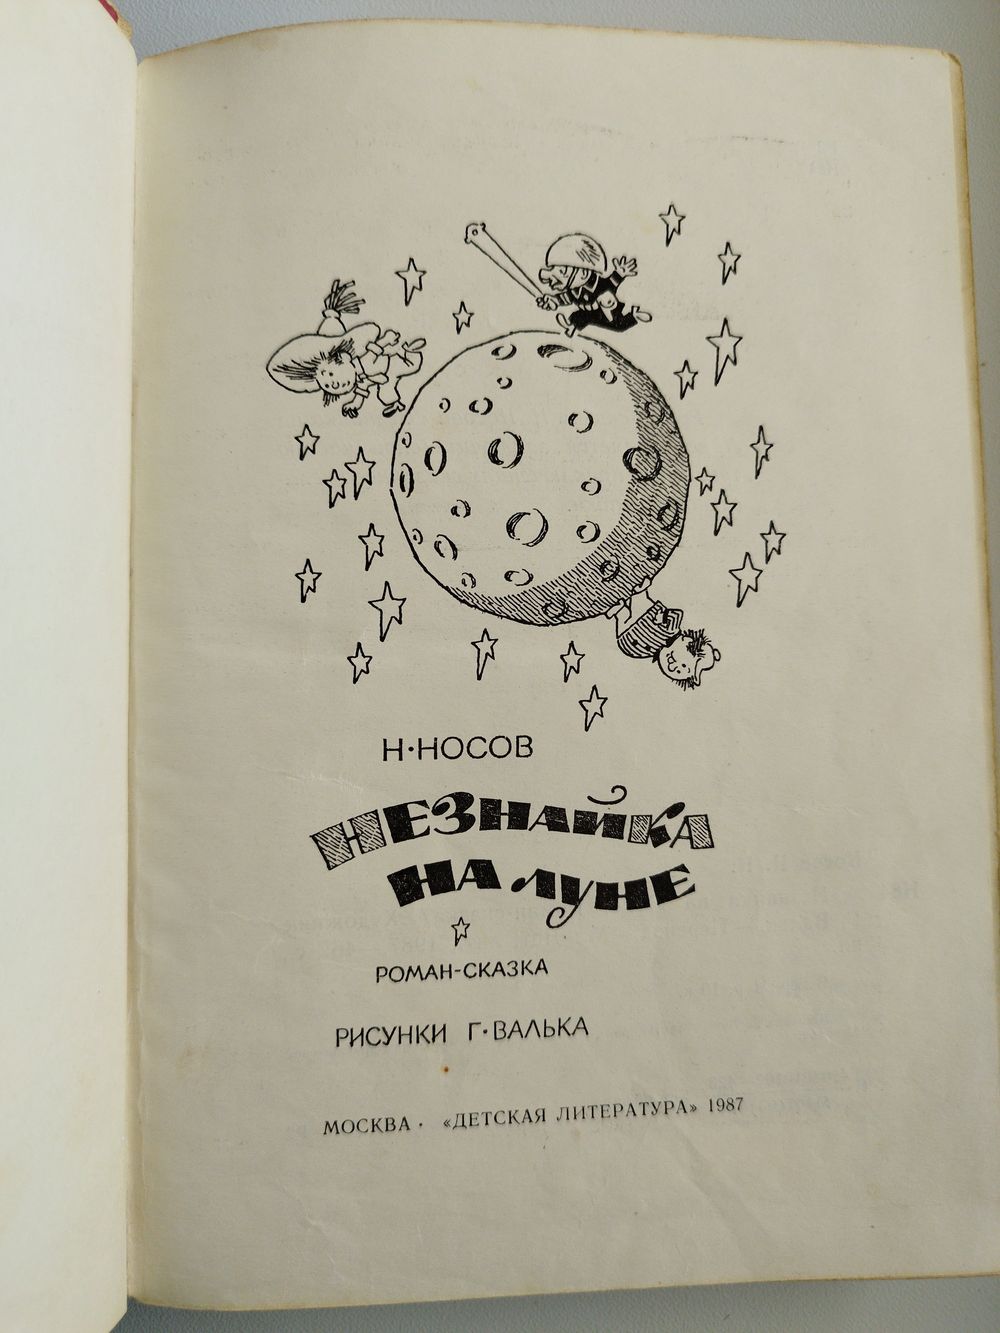 Н·НОСОВ
НЕЗНАЙКА
НА ЛУНЕ
РОМАН-СКАЗКА
РИСУНКИ Г·ВАЛЬКА
МОСКВА · «ДЕТСКАЯ ЛИТЕРАТУРА» 1987